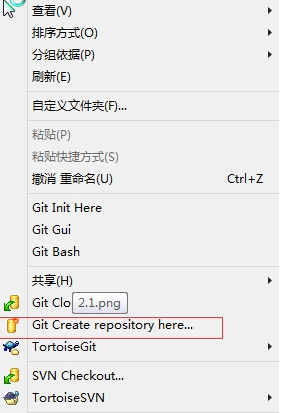 查看(V)
排序方式(O)
分组依据(P)
刷新(E)
自定义文件夹(F)...
粘贴(P)
粘贴快捷方式(S)
撤消 重命名(U) Ctrl+Z
Git Init Here
Git Gui
Git Bash
共享(H)
Git Clo 2.1.png
Git Create repository here...
TortoiseGit
SVN Checkout...
TortoiseSVN